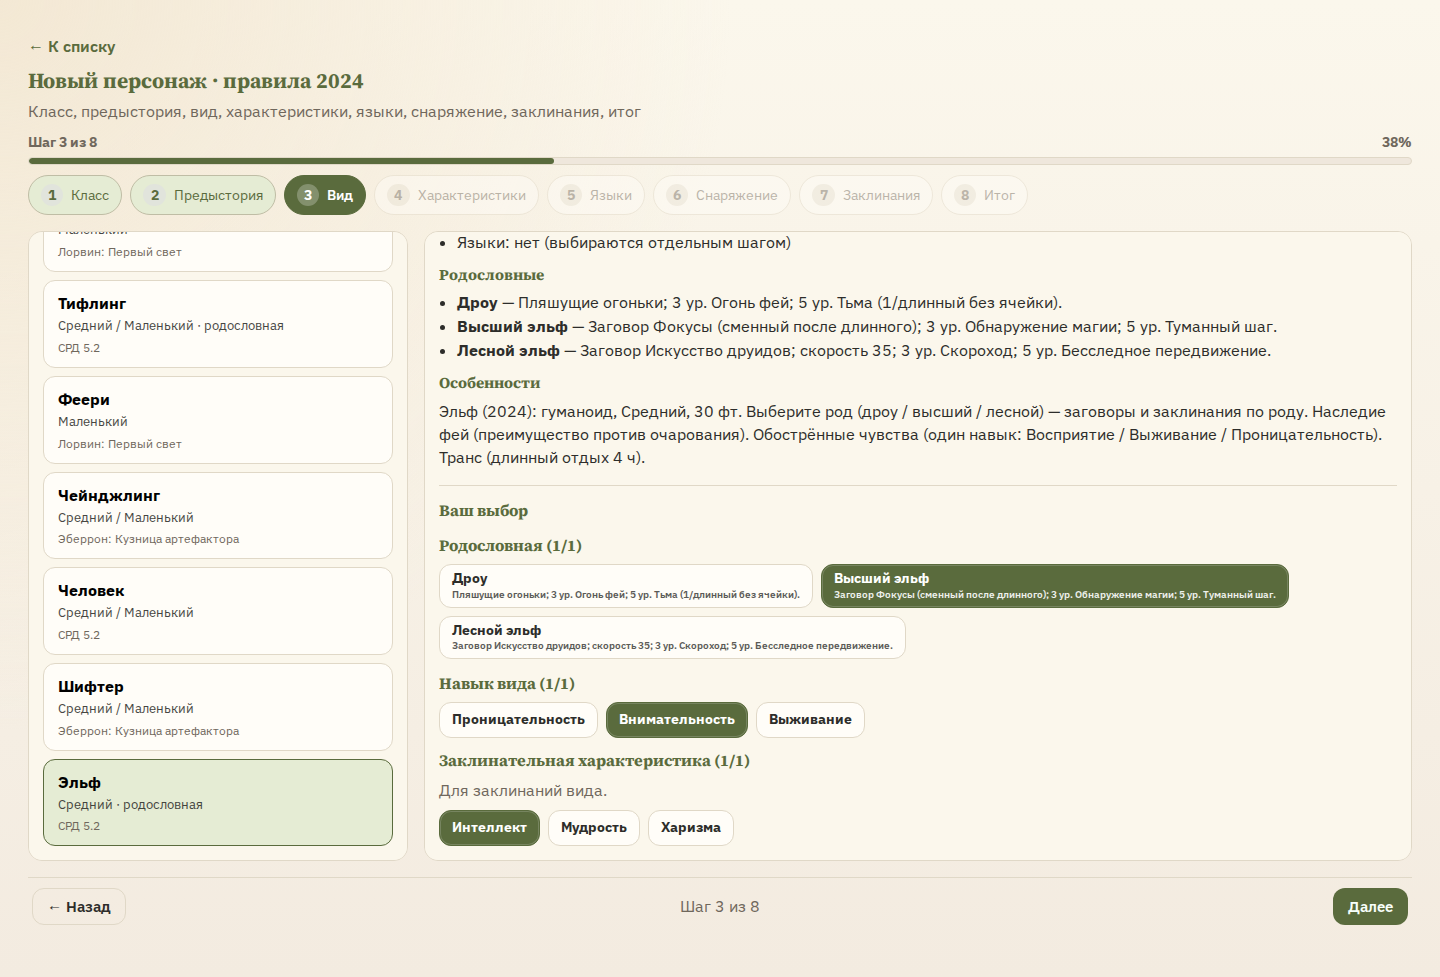 ← К списку
Новый персонаж · правила 2024
Класс, предыстория, вид, характеристики, языки, снаряжение, заклинания, итог
Шаг 3 из 8
38%
1 Класс
2 Предыстория
3 Вид
4 Характеристики
5 Языки
6 Снаряжение
7 Заклинания
8 Итог
Маленький
Лорвин: Первый свет
Тифлинг
Средний / Маленький · родословная
СРД 5.2
Феери
Маленький
Лорвин: Первый свет
Чейнджлинг
Средний / Маленький
Эберрон: Кузница артефактора
Человек
Средний / Маленький
СРД 5.2
Шифтер
Средний / Маленький
Эберрон: Кузница артефактора
Эльф
Средний · родословная
СРД 5.2
• Языки: нет (выбираются отдельным шагом)
Родословные
• Дроу — Пляшущие огоньки; 3 ур. Огонь фей; 5 ур. Тьма (1/длинный без ячейки).
• Высший эльф — Заговор Фокусы (сменный после длинного); 3 ур. Обнаружение магии; 5 ур. Туманный шаг.
• Лесной эльф — Заговор Искусство друидов; скорость 35; 3 ур. Скороход; 5 ур. Бесследное передвижение.
Особенности
Эльф (2024): гуманоид, Средний, 30 фт. Выберите род (дроу / высший / лесной) — заговоры и заклинания по роду. Наследие
фей (преимущество против очарования). Обострённые чувства (один навык: Восприятие / Выживание / Проницательность).
Транс (длинный отдых 4 ч).
Ваш выбор
Родословная (1/1)
Дроу
Пляшущие огоньки; 3 ур. Огонь фей; 5 ур. Тьма (1/длинный без ячейки).
Высший эльф
Заговор Фокусы (сменный после длинного); 3 ур. Обнаружение магии; 5 ур. Туманный шаг.
Лесной эльф
Заговор Искусство друидов; скорость 35; 3 ур. Скороход; 5 ур. Бесследное передвижение.
Навык вида (1/1)
Проницательность
Внимательность
Выживание
Заклинательная характеристика (1/1)
Для заклинаний вида.
Интеллект
Мудрость
Харизма
← Назад
Шаг 3 из 8
Далее